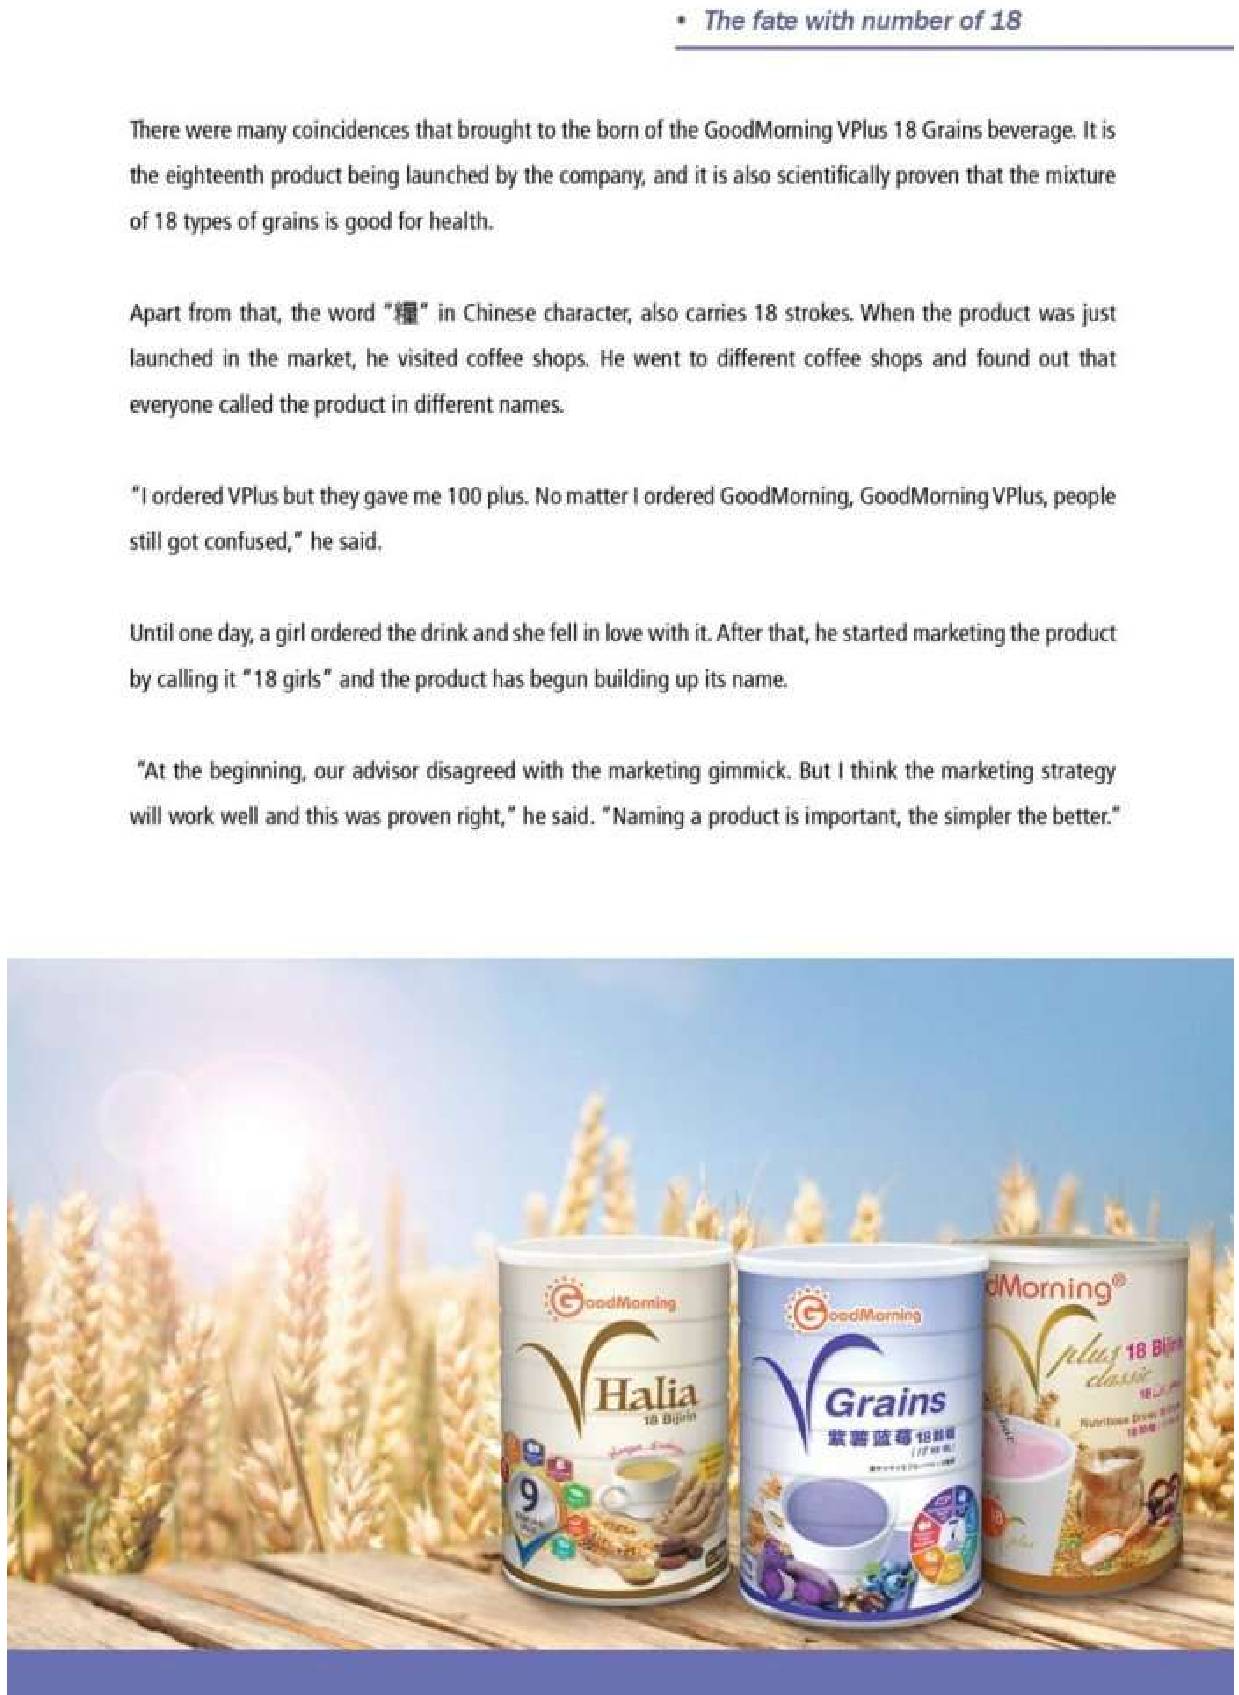 • The fate with number of 18
There were many coincidences that brought to the born of the GoodMorning VPlus 18 Grains beverage. It is
the eighteenth product being launched by the company, and it is also scientifically proven that the mixture
of 18 types of grains is good for health.
Apart from that, the word "糧" in Chinese character, also carries 18 strokes. When the product was just
launched in the market, he visited coffee shops. He went to different coffee shops and found out that
everyone called the product in different names.
"I ordered VPlus but they gave me 100 plus. No matter I ordered GoodMorning, GoodMorning VPlus, people
still got confused," he said.
Until one day, a girl ordered the drink and she fell in love with it. After that, he started marketing the product
by calling it "18 girls" and the product has begun building up its name.
"At the beginning, our advisor disagreed with the marketing gimmick. But I think the marketing strategy
will work well and this was proven right," he said. "Naming a product is important, the simpler the better."
GoodMorning
V Halia
18 Bijirin
9
GoodMorning
V Grains
紫薯蓝莓18
dMorning®
V plus 18
classic
18